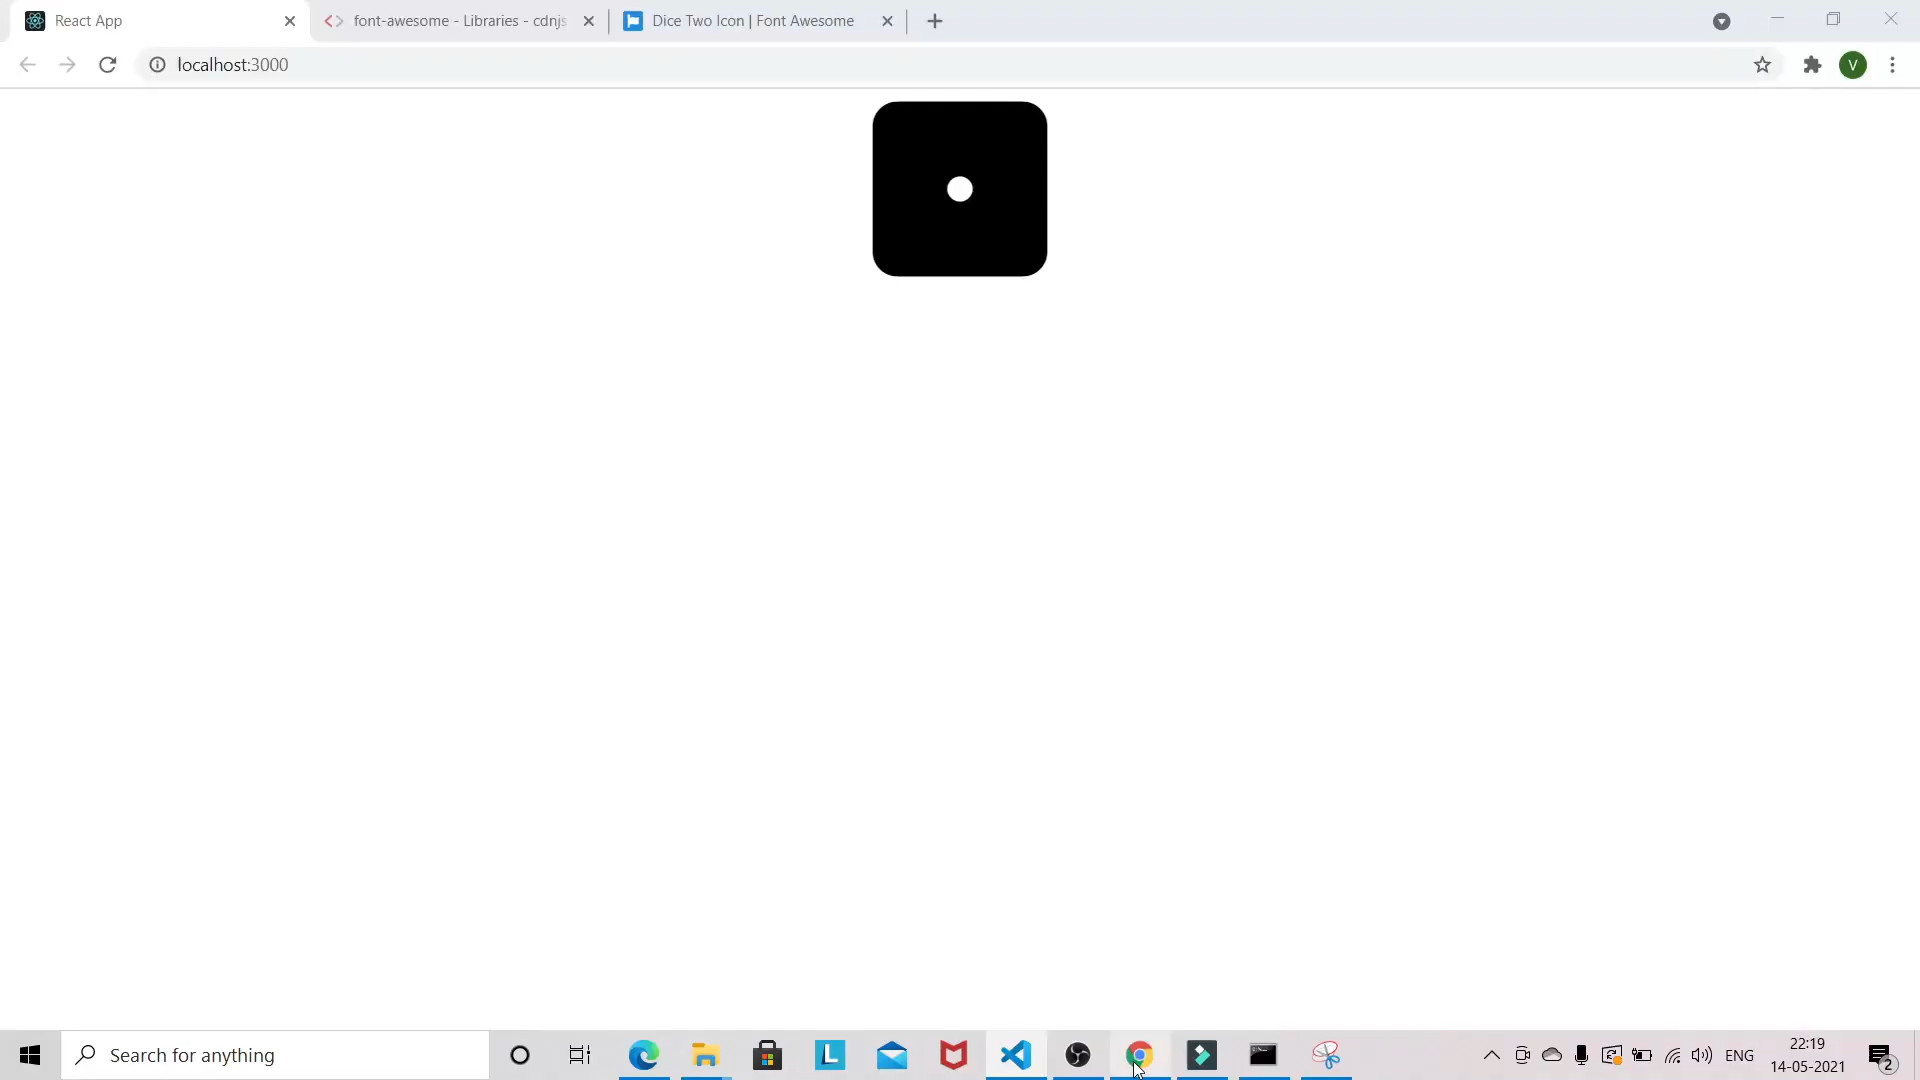 React App
font-awesome - Libraries - cdnjs
Dice Two Icon | Font Awesome
localhost:3000
V
Search for anything
L
ENG
22:19
14-05-2021
2